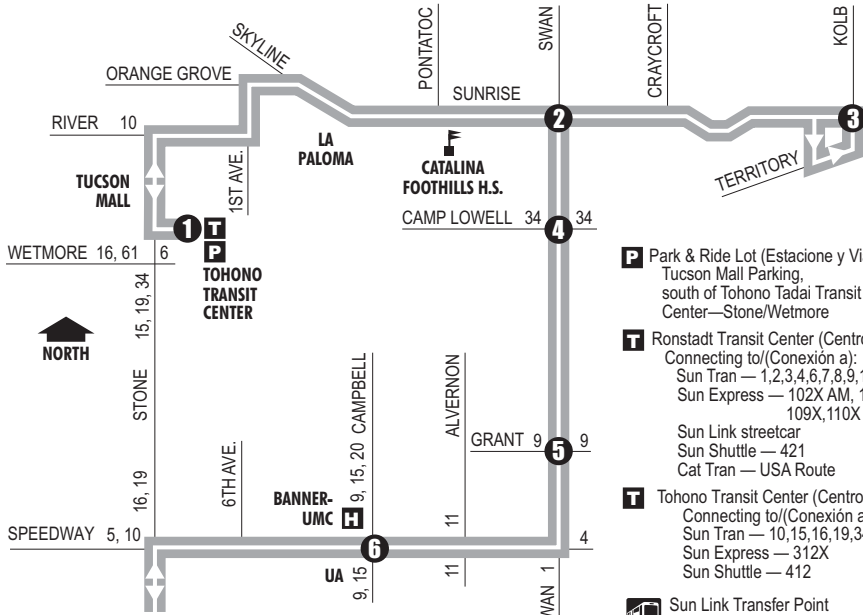 SKYLINE
PONTATOC
SWAN
CRAYCROFT
KOLB
ORANGE GROVE
SUNRISE
RIVER 10
2
3
LA
PALOMA
CATALINA
FOOTHILLS H.S.
TERRITORY
TUCSON
MALL
1ST AVE.
CAMP LOWELL 34
4
34
1
T
P
WETMORE 16, 61
6
TOHONO
TRANSIT
CENTER
15, 19, 34
NORTH
STONE
16, 19
6TH AVE.
CAMPBELL
9, 15, 20
ALVERNON
11
GRANT 9
5
9
BANNER-
UMC
H
SPEEDWAY 5, 10
6
4
UA
9, 15
11
1
P Park & Ride Lot (Estacione y
Tucson Mall Parking,
south of Tohono Tadai Transit
Center—Stone/Wetmore
T Ronstadt Transit Center
Connecting to/(Conexión a):
Sun Tran — 1,2,3,4,6,7,8,9,
Sun Express — 102X AM,
109X,110X
Sun Link streetcar
Sun Shuttle — 421
Cat Tran — USA Route
T Tohono Transit Center
Connecting to/(Conexión
Sun Tran — 10,15,16,19,
Sun Express — 312X
Sun Shuttle — 412
Sun Link Transfer Point